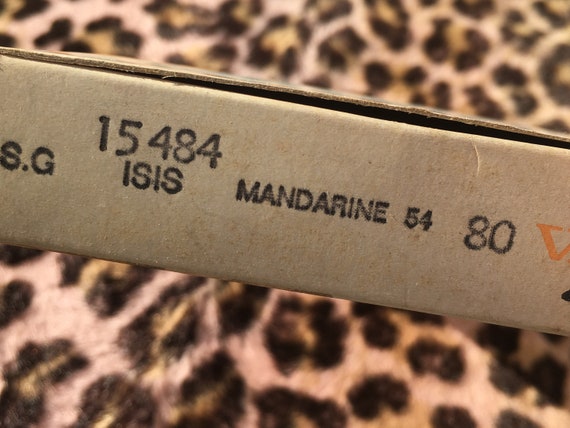 S.G
15484
ISIS
MANDARINE 54
80